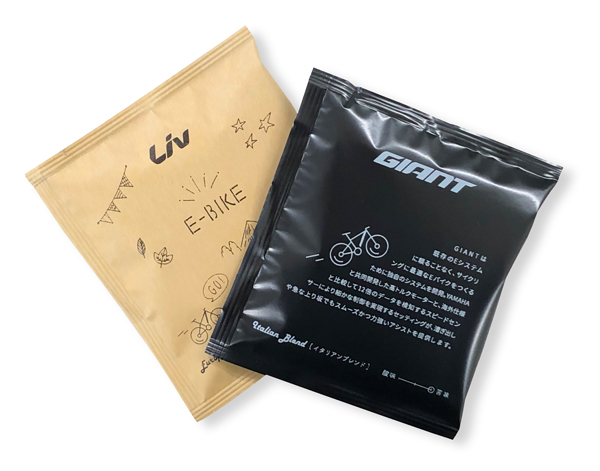 Liv
E-BIKE
GO!
GIANT
GIANTは
既存のEシステム
に頼ることなく、サイクリ
ングに最適なEバイクをつくる
ために独自のシステムを開発。YAMAHA
と共同開発した高トルクモーターと、海外仕様
と比較して12倍のデータを検知するスピードセン
サーにより細かな制御を実現するセッティングが、漕ぎ出し
や急な上り坂でもスムーズかつ力強いアシストを提供します。
Italian Blend [イタリアンブレンド]
酸味
苦味